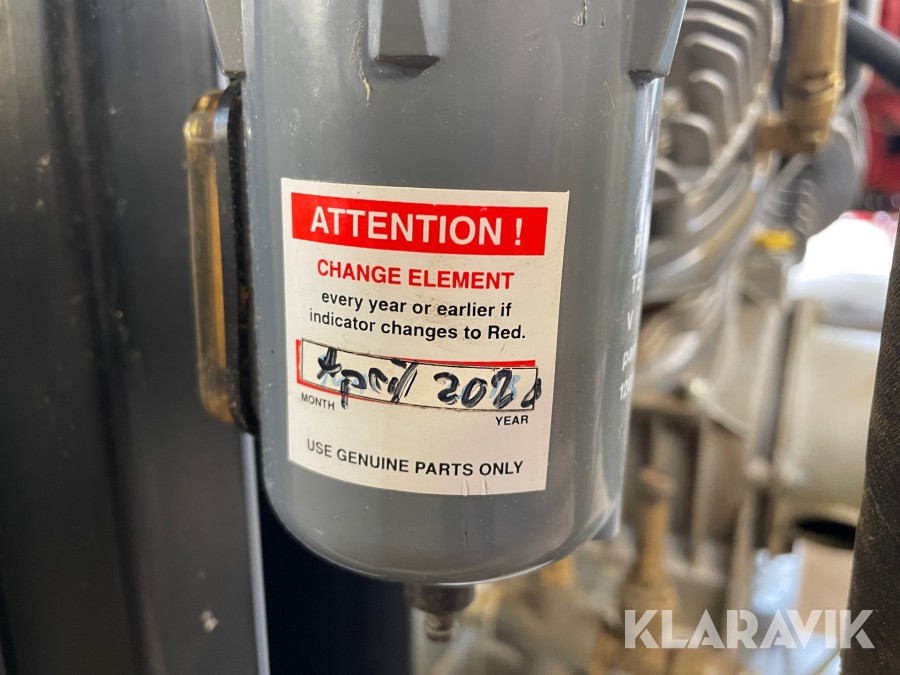 ATTENTION !
CHANGE ELEMENT
every year or earlier if
indicator changes to Red.
April
MONTH
YEAR
USE GENUINE PARTS ONLY
KLARAVIK